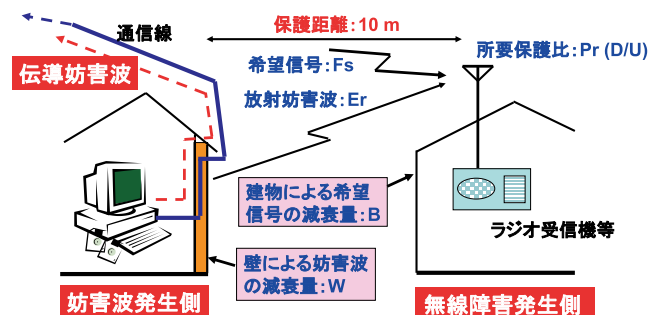 保護距離：10 m
通信線
所要保護比：Pr (D/U)
伝導妨害波
希望信号：Fs
放射妨害波：Er
建物による希望
信号の減衰量：B
ラジオ受信機等
壁による妨害波
の減衰量：W
妨害波発生側
無線障害発生側